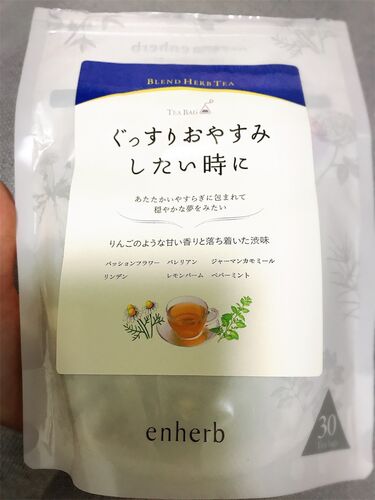 enherb
BLEND HERB TEA
TEA BAG
ぐっすりおやすみ
したい時に
あたたかいやすらぎに包まれて
穏やかな夢をみたい
りんごのような甘い香りと落ち着いた渋味
パッションフラワー バレリアン ジャーマンカモミール
リンデン レモンバーム ペパーミント
enherb
30